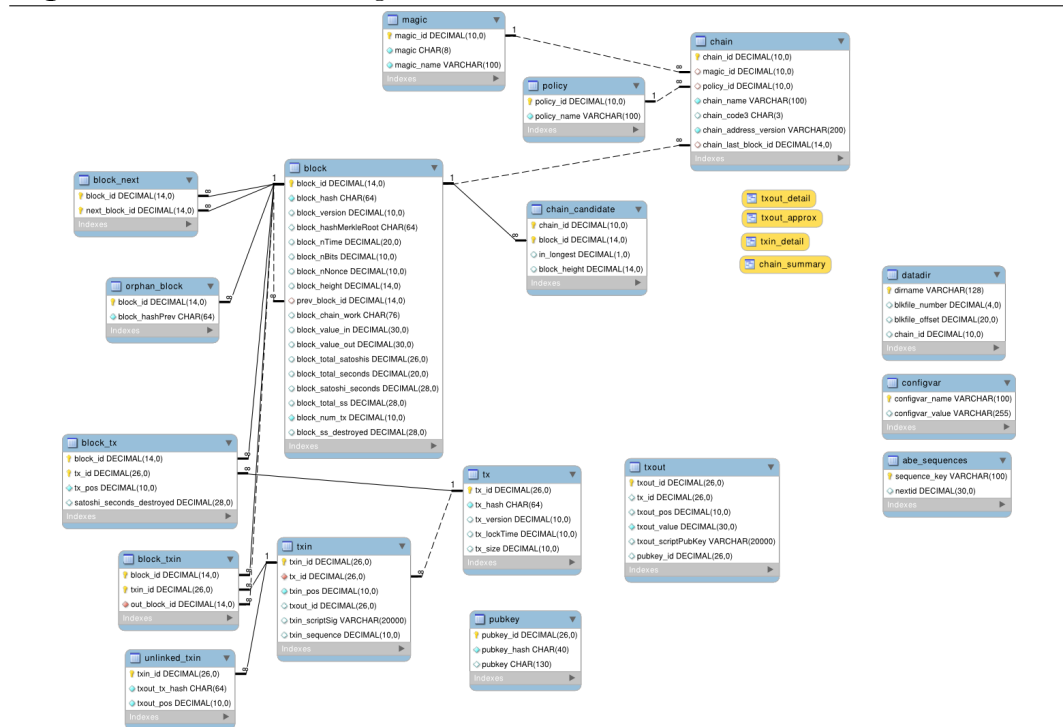 magic
magic_id DECIMAL(10,0)
magic CHAR(8)
magic_name VARCHAR(100)
Indexes
1
∞
chain
chain_id DECIMAL(10,0)
magic_id DECIMAL(10,0)
policy_id DECIMAL(10,0)
chain_name VARCHAR(100)
chain_code3 CHAR(3)
chain_address_version VARCHAR(200)
chain_last_block_id DECIMAL(14,0)
Indexes
∞
∞
policy
policy_id DECIMAL(10,0)
policy_name VARCHAR(100)
Indexes
1
block
block_id DECIMAL(14,0)
block_hash CHAR(64)
block_version DECIMAL(10,0)
block_hashMerkleRoot CHAR(64)
block_nTime DECIMAL(20,0)
block_nBits DECIMAL(10,0)
block_nNonce DECIMAL(10,0)
block_height DECIMAL(14,0)
prev_block_id DECIMAL(14,0)
block_chain_work CHAR(76)
block_value_in DECIMAL(30,0)
block_value_out DECIMAL(30,0)
block_total_satoshis DECIMAL(26,0)
block_total_seconds DECIMAL(20,0)
block_satoshi_seconds DECIMAL(28,0)
block_total_ss DECIMAL(28,0)
block_num_tx DECIMAL(10,0)
block_ss_destroyed DECIMAL(28,0)
Indexes
1
1
∞
block_next
block_id DECIMAL(14,0)
next_block_id DECIMAL(14,0)
Indexes
∞
∞
chain_candidate
chain_id DECIMAL(10,0)
block_id DECIMAL(14,0)
in_longest DECIMAL(1,0)
block_height DECIMAL(14,0)
Indexes
∞
txout_detail
txout_approx
txin_detail
chain_summary
orphan_block
block_id DECIMAL(14,0)
block_hashPrev CHAR(64)
Indexes
∞
datadir
dirname VARCHAR(128)
blkfile_number DECIMAL(4,0)
blkfile_offset DECIMAL(20,0)
chain_id DECIMAL(10,0)
Indexes
configvar
configvar_name VARCHAR(100)
configvar_value VARCHAR(255)
Indexes
block_tx
block_id DECIMAL(14,0)
tx_id DECIMAL(26,0)
tx_pos DECIMAL(10,0)
satoshi_seconds_destroyed DECIMAL(28,0)
Indexes
∞
∞
tx
tx_id DECIMAL(26,0)
tx_hash CHAR(64)
tx_version DECIMAL(10,0)
tx_lockTime DECIMAL(10,0)
tx_size DECIMAL(10,0)
Indexes
1
txout
txout_id DECIMAL(26,0)
tx_id DECIMAL(26,0)
txout_pos DECIMAL(10,0)
txout_value DECIMAL(30,0)
txout_scriptPubKey VARCHAR(20000)
pubkey_id DECIMAL(26,0)
Indexes
abe_sequences
sequence_key VARCHAR(100)
nextid DECIMAL(30,0)
Indexes
block_txin
block_id DECIMAL(14,0)
txin_id DECIMAL(26,0)
out_block_id DECIMAL(14,0)
Indexes
∞
∞
∞
txin
txin_id DECIMAL(26,0)
tx_id DECIMAL(26,0)
txin_pos DECIMAL(10,0)
txout_id DECIMAL(26,0)
txin_scriptSig VARCHAR(20000)
txin_sequence DECIMAL(10,0)
Indexes
1
∞
pubkey
pubkey_id DECIMAL(26,0)
pubkey_hash CHAR(40)
pubkey CHAR(130)
Indexes
unlinked_txin
txin_id DECIMAL(26,0)
txout_tx_hash CHAR(64)
txout_pos DECIMAL(10,0)
∞